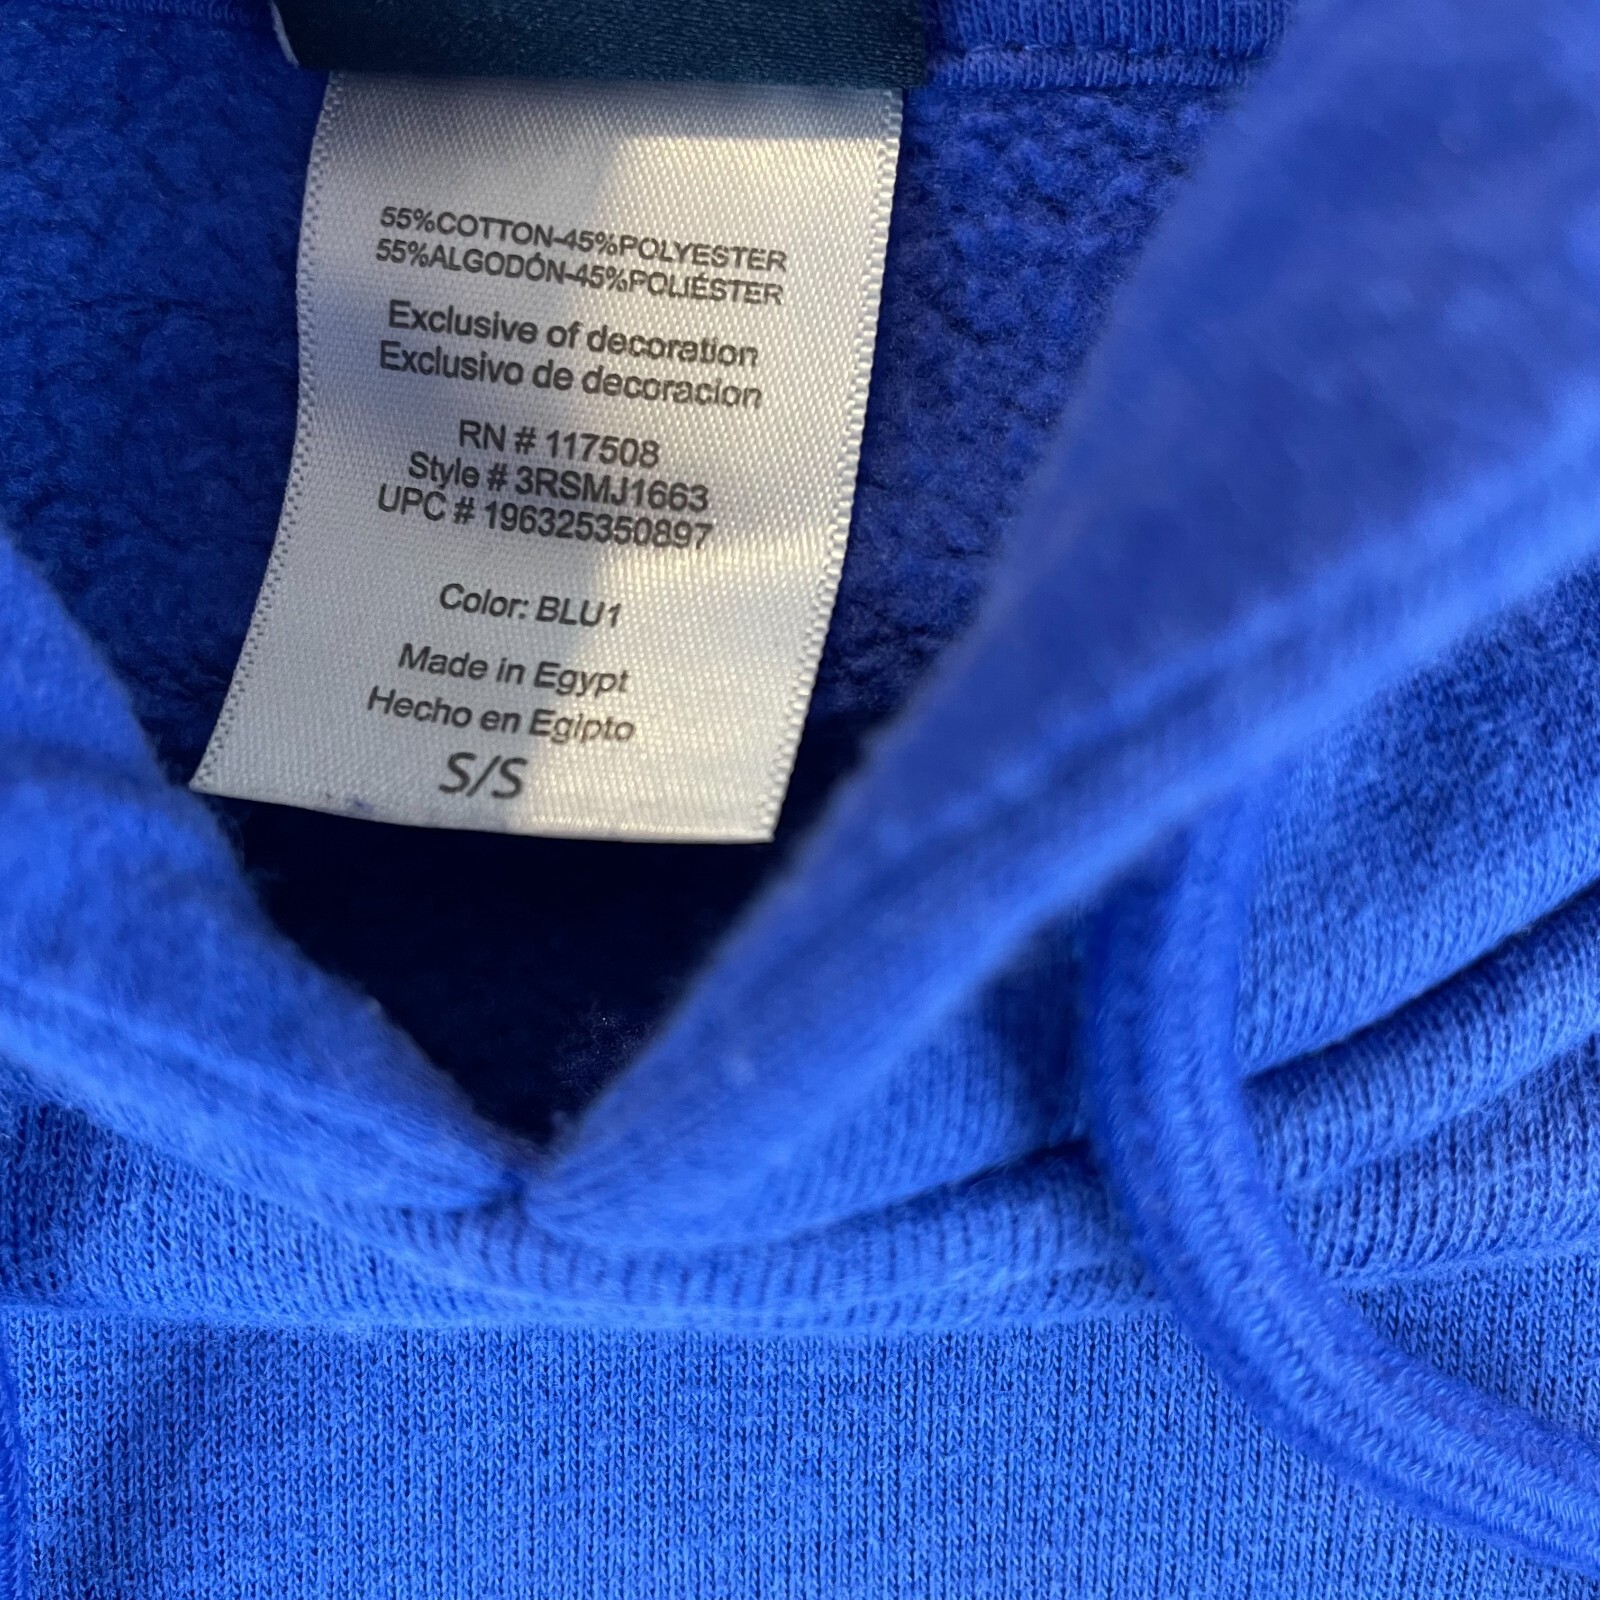 55%COTTON-45%POLYESTER
55%ALGODÓN-45%POLIÉSTER
Exclusive of decoration
Exclusivo de decoracion
RN # 117508
Style # 3RSMJ1663
UPC # 196325350897
Color: BLU1
Made in Egypt
Hecho en Egipto
S/S